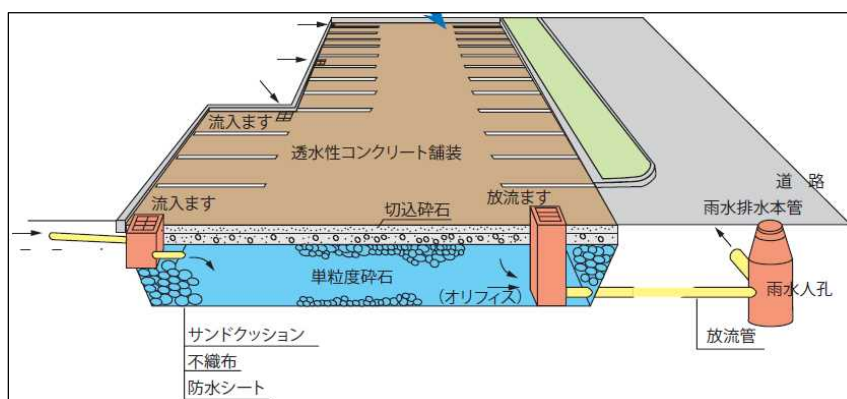 流入ます
透水性コンクリート舗装
道 路
流入ます
切込砕石
放流ます
雨水排水本管
単粒度砕石
(オリフィス)
雨水人孔
サンドクッション
放流管
不織布
防水シート